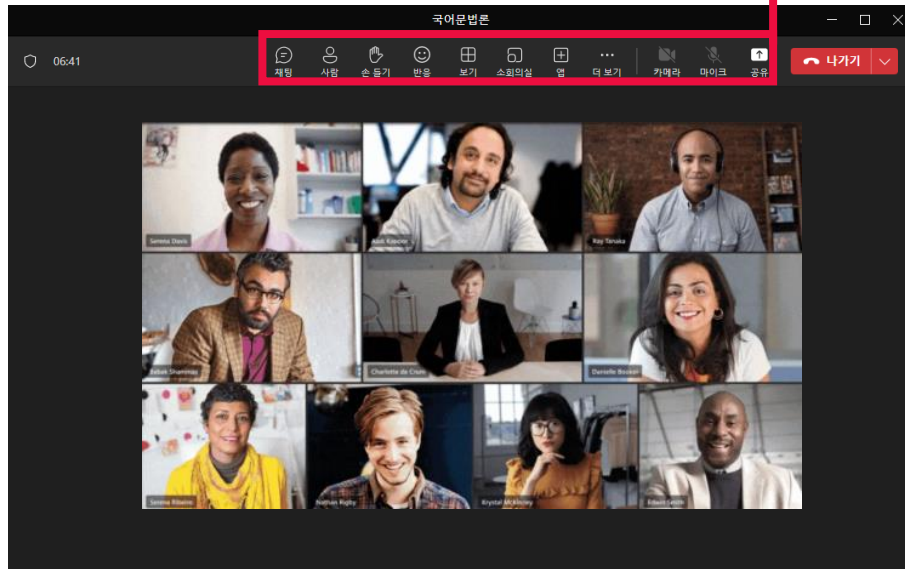 국어문법론
06:41
채팅 사람 손 들기 반응 보기 소회의실 앱 더 보기 카메라 마이크 공유 나가기
Serena Davis Aadi Kapoor Ray Tanaka
Babak Shammas Charlotte de Crum Danielle Booker
Serena Ribeiro Nathan Rigby Krystal McKinney